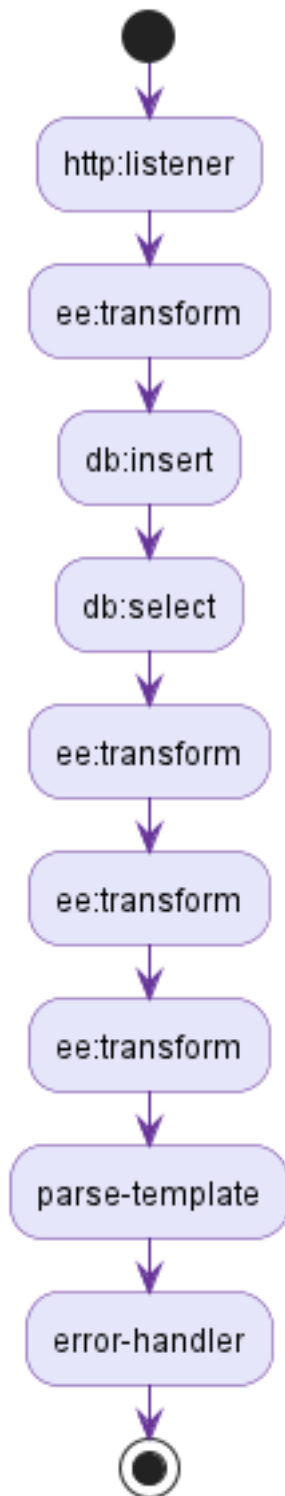 http:listener
ee:transform
db:insert
db:select
ee:transform
ee:transform
ee:transform
parse-template
error-handler